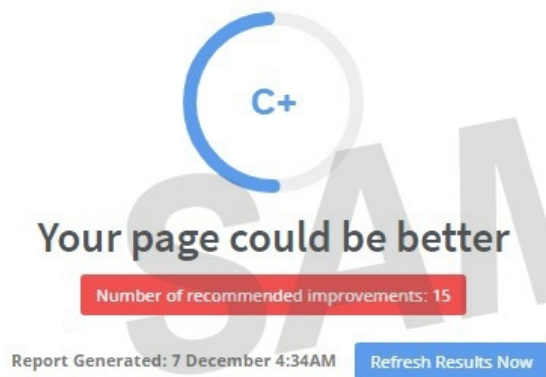 C+
Your page could be better
Number of recommended improvements: 15
Report Generated: 7 December 4:34AM
Refresh Results Now